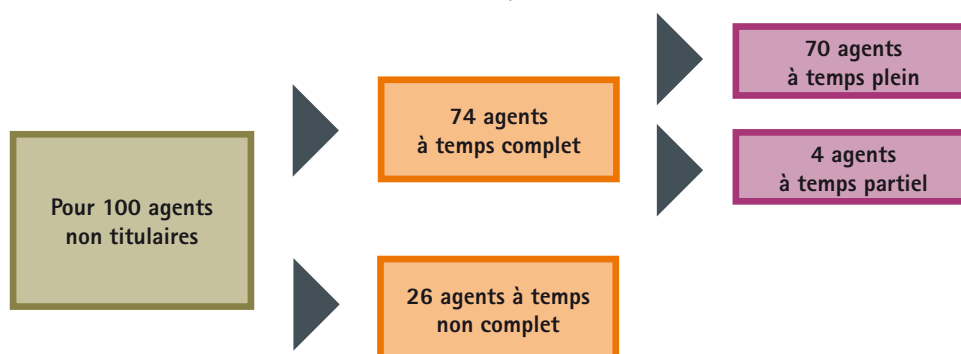 Pour 100 agents
non titulaires
74 agents
à temps complet
26 agents à temps
non complet
70 agents
à temps plein
4 agents
à temps partiel